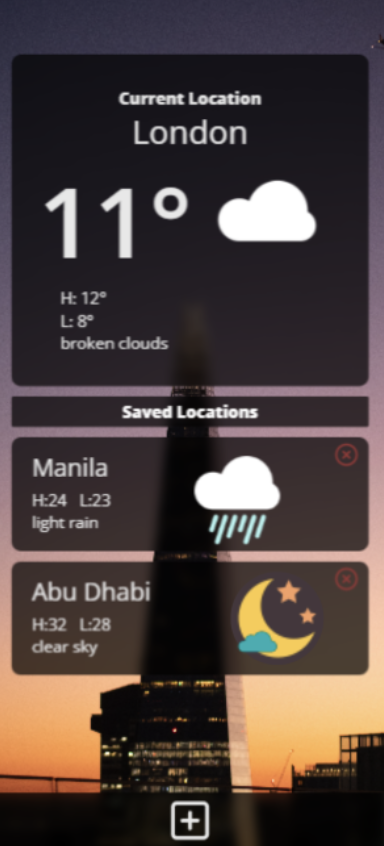 Current Location
London
11°
H: 12°
L: 8°
broken clouds
Saved Locations
Manila
H:24 L:23
light rain
Abu Dhabi
H:32 L:28
clear sky